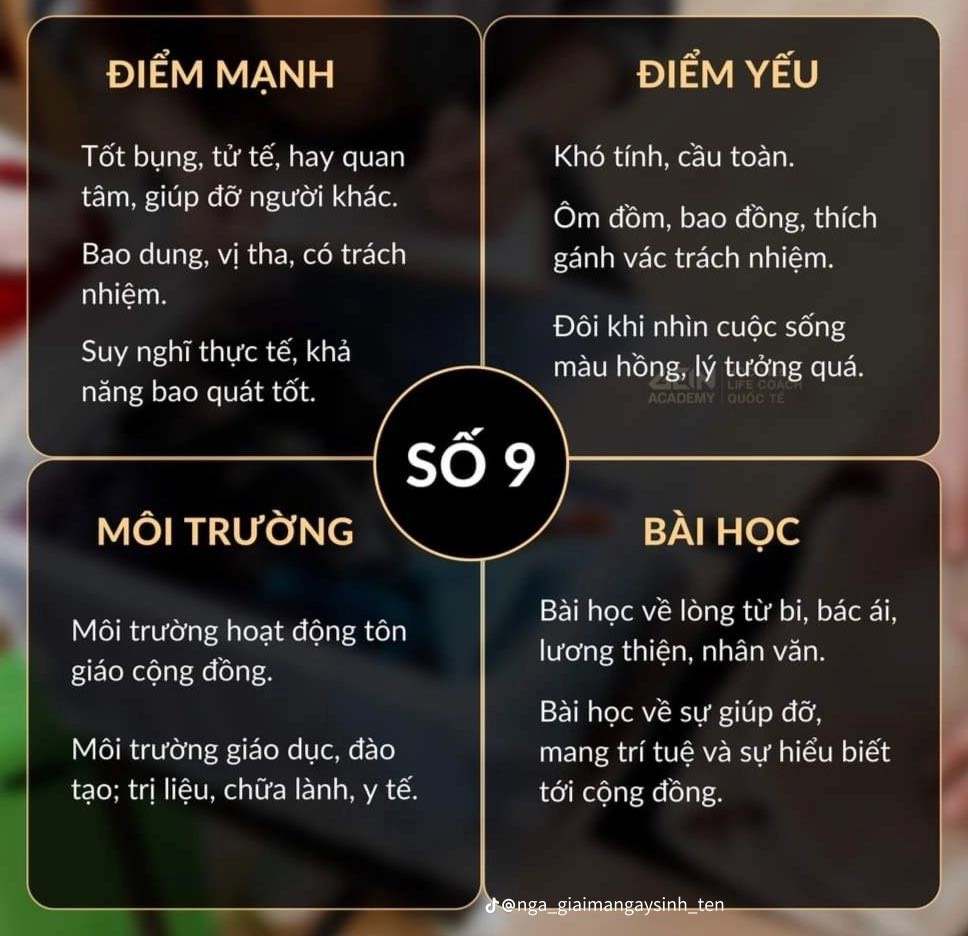 ĐIỂM MẠNH
Tốt bụng, tử tế, hay quan
tâm, giúp đỡ người khác.
Bao dung, vị tha, có trách
nhiệm.
Suy nghĩ thực tế, khả
năng bao quát tốt.
ĐIỂM YẾU
Khó tính, cầu toàn.
Ôm đồm, bao đồng, thích
gánh vác trách nhiệm.
Đôi khi nhìn cuộc sống
màu hồng, lý tưởng quá.
ACADEMY
LIFE COACH
QUỐC TẾ
SỐ 9
MÔI TRƯỜNG
Môi trường hoạt động tôn
giáo cộng đồng.
Môi trường giáo dục, đào
tạo; trị liệu, chữa lành, y tế.
BÀI HỌC
Bài học về lòng từ bi, bác ái,
lương thiện, nhân văn.
Bài học về sự giúp đỡ,
mang trí tuệ và sự hiểu biết
tới cộng đồng.
@nga_giaimangaysinh_ten